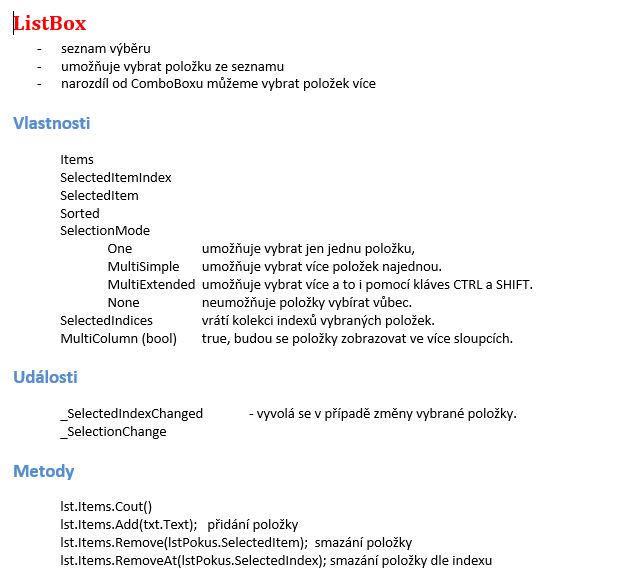 ListBox
- seznam výběru
- umožňuje vybrat položku ze seznamu
- narozdíl od ComboBoxu můžeme vybrat položek více
Vlastnosti
Items
SelectedItemIndex
SelectedItem
Sorted
SelectionMode
One umožňuje vybrat jen jednu položku,
MultiSimple umožňuje vybrat více položek najednou.
MultiExtended umožňuje vybrat více a to i pomocí kláves CTRL a SHIFT.
None neumožňuje položky vybírat vůbec.
SelectedIndices vrátí kolekci indexů vybraných položek.
MultiColumn (bool) true, budou se položky zobrazovat ve více sloupcích.
Události
_SelectedIndexChanged - vyvolá se v případě změny vybrané položky.
_SelectionChange
Metody
lst.Items.Cout()
lst.Items.Add(txt.Text); přidání položky
lst.Items.Remove(lstPokus.SelectedItem); smazání položky
lst.Items.RemoveAt(lstPokus.SelectedIndex); smazání položky dle indexu